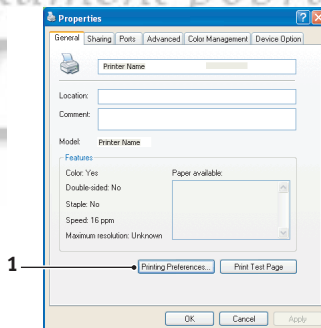 Properties
General Sharing Ports Advanced Color Management Device Option
Printer Name
Location:
Comment:
Model: Printer Name
Features
Color: Yes Paper available:
Double-sided: No
Staple: No
Speed: 16 ppm
Maximum resolution: Unknown
1 Printing Preferences... Print Test Page
OK Cancel Apply